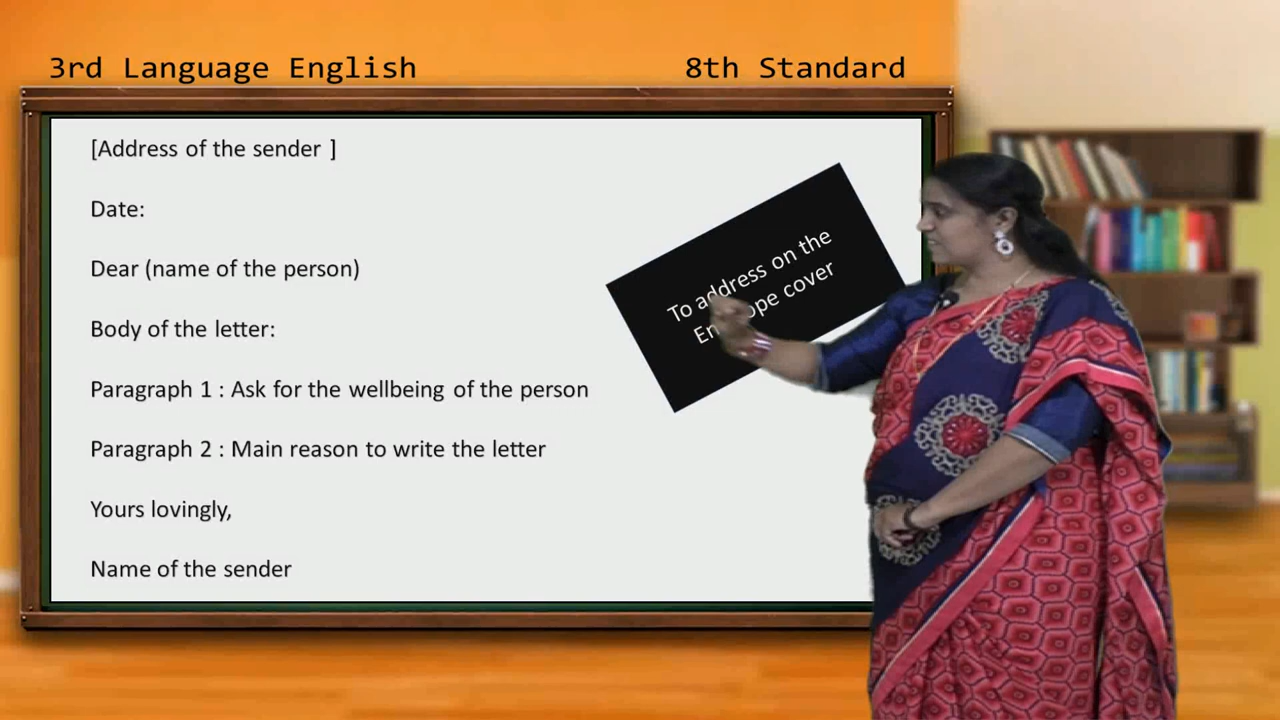 3rd Language English
8th Standard
[Address of the sender ]
Date:
Dear (name of the person)
Body of the letter:
Paragraph 1 : Ask for the wellbeing of the person
Paragraph 2 : Main reason to write the letter
Yours lovingly,
Name of the sender
To address on the
cover